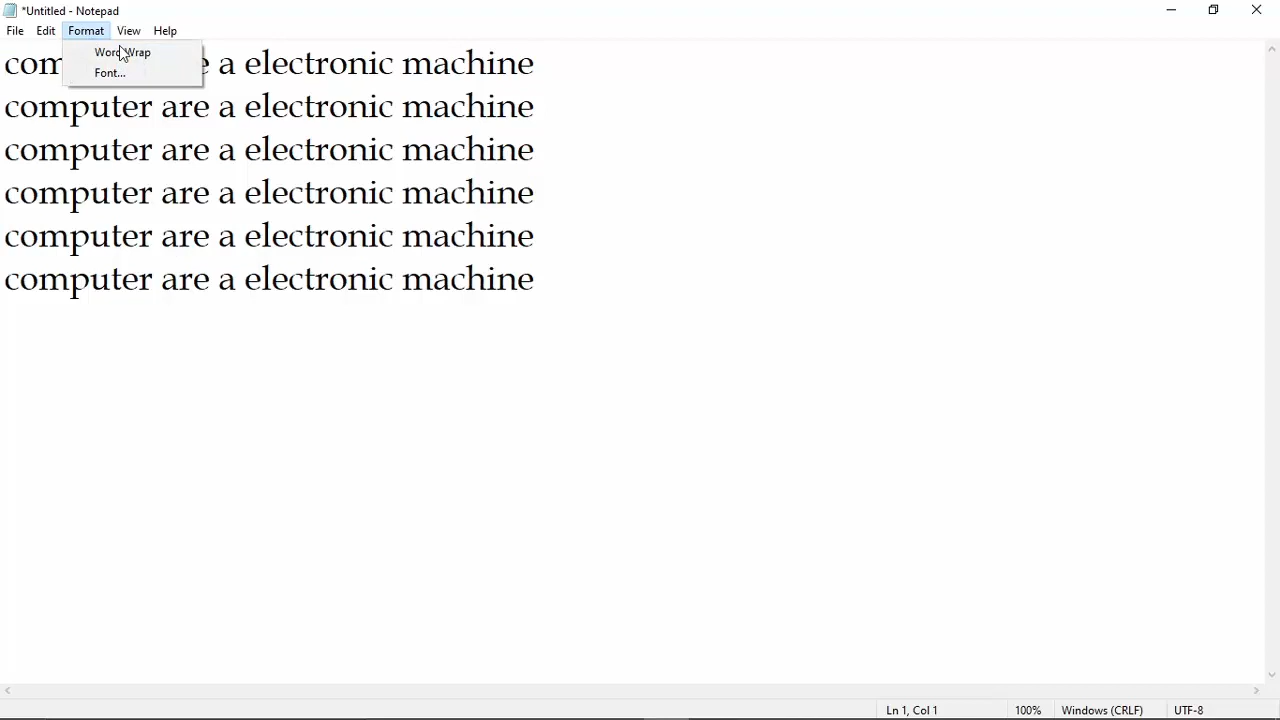 *Untitled - Notepad
File Edit Format View Help
Word Wrap
Font...
a electronic machine
computer are a electronic machine
computer are a electronic machine
computer are a electronic machine
computer are a electronic machine
computer are a electronic machine
Ln 1, Col 1 100% Windows (CRLF) UTF-8